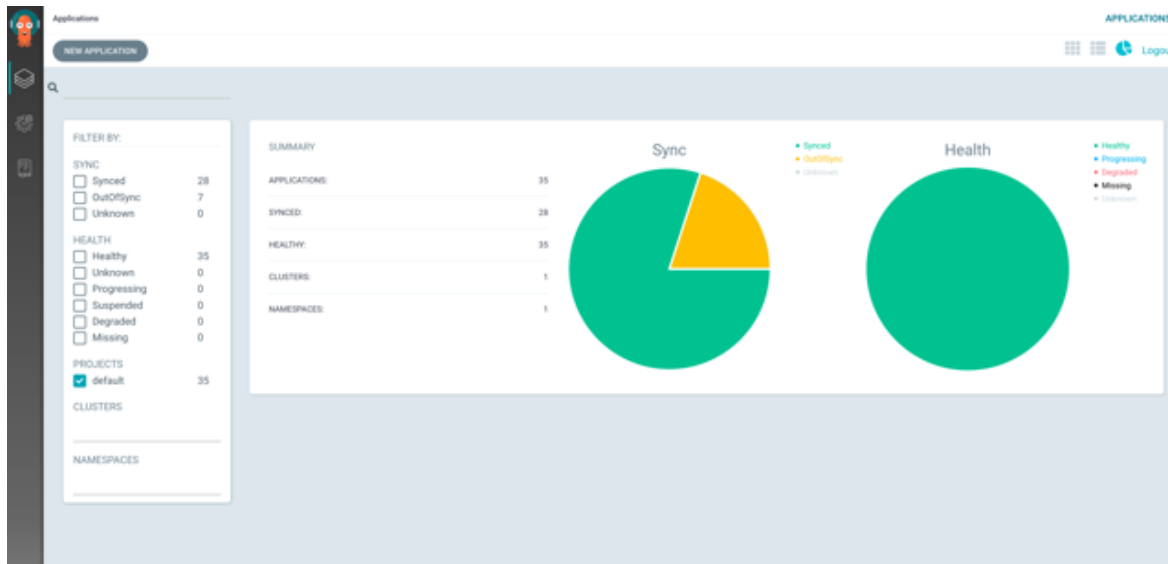 Applications
APPLICATIONS
NEW APPLICATION
Logou
FILTER BY:
SYNC
Synced 28
OutOfSync 7
Unknown 0
HEALTH
Healthy 35
Unknown 0
Progressing 0
Suspended 0
Degraded 0
Missing 0
PROJECTS
default 35
CLUSTERS
NAMESPACES
SUMMARY
APPLICATIONS: 35
SYNCED: 28
HEALTHY: 35
CLUSTERS: 1
NAMESPACES: 1
Sync
Synced
OutOfSync
Unknown
Health
Healthy
Progressing
Degraded
Missing
Unknown